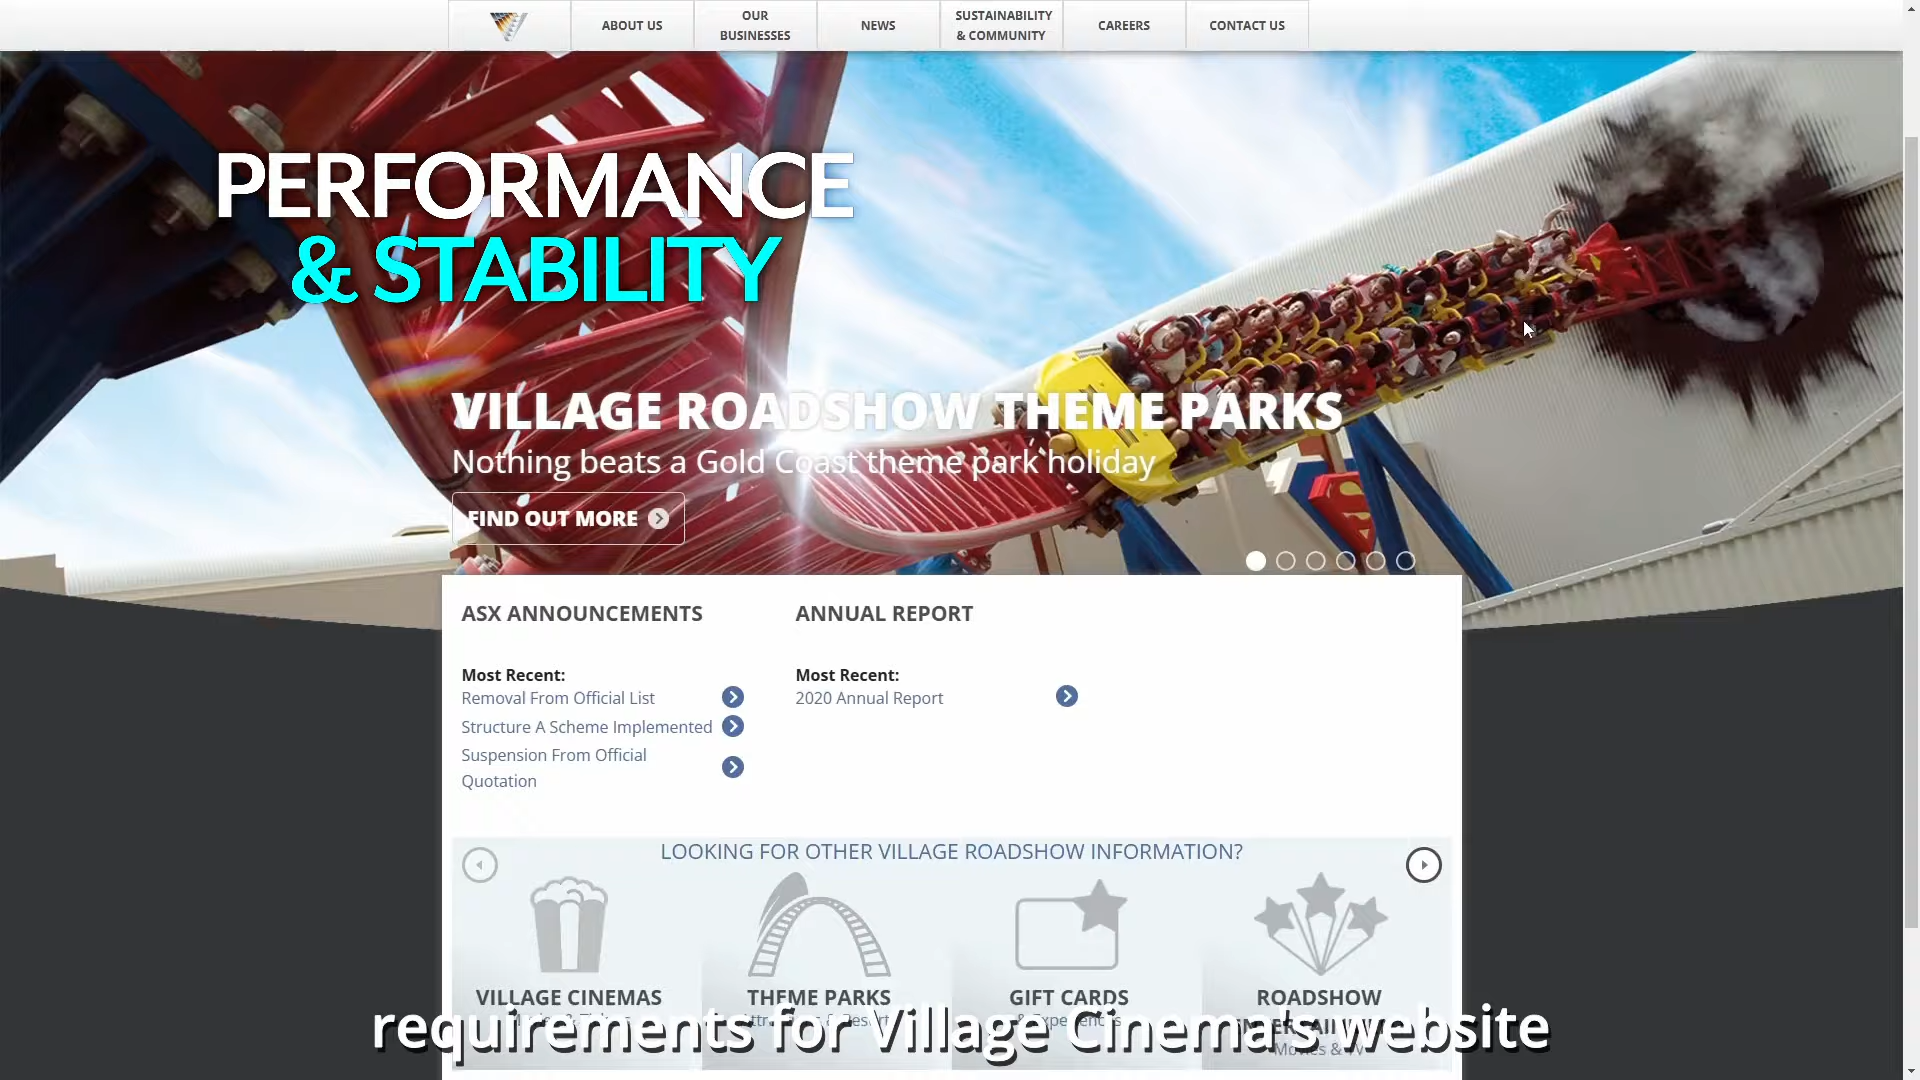 ABOUT US
OUR
BUSINESSES
NEWS
SUSTAINABILITY
& COMMUNITY
CAREERS
CONTACT US
PERFORMANCE
& STABILITY
VILLAGE ROADSHOW THEME PARKS
Nothing beats a Gold Coast theme park holiday
FIND OUT MORE
ASX ANNOUNCEMENTS
Most Recent:
Removal From Official List
Structure A Scheme Implemented
Suspension From Official
Quotation
ANNUAL REPORT
Most Recent:
2020 Annual Report
LOOKING FOR OTHER VILLAGE ROADSHOW INFORMATION?
VILLAGE CINEMAS
THEME PARKS
GIFT CARDS
ROADSHOW
Movies & TV
requirements for Village Cinema's website